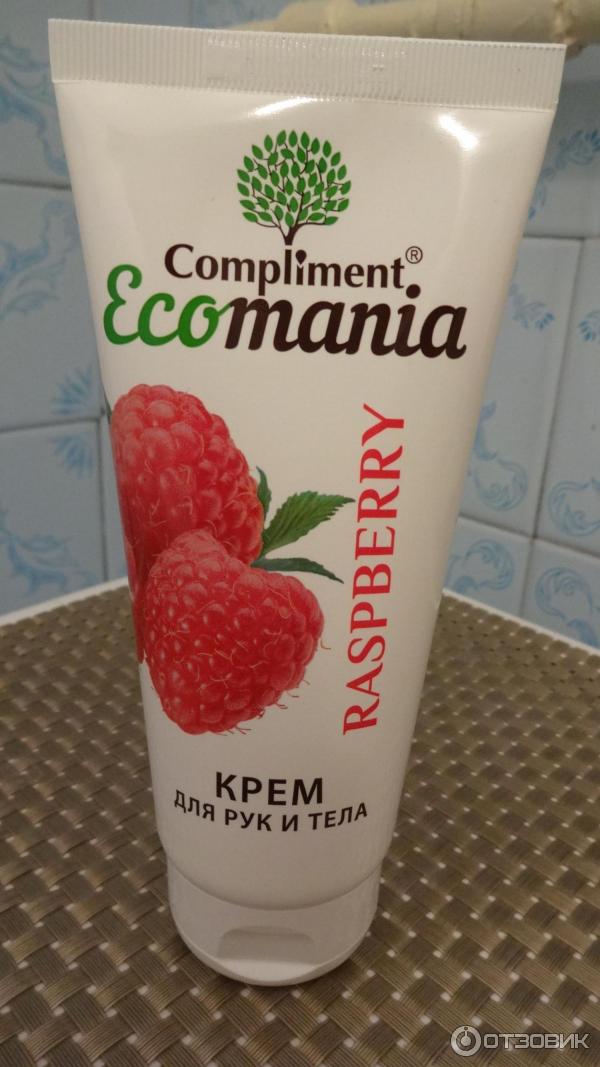 Compliment®
Ecomania
RASPBERRY
КРЕМ
ДЛЯ РУК И ТЕЛА
ОТЗОВИК